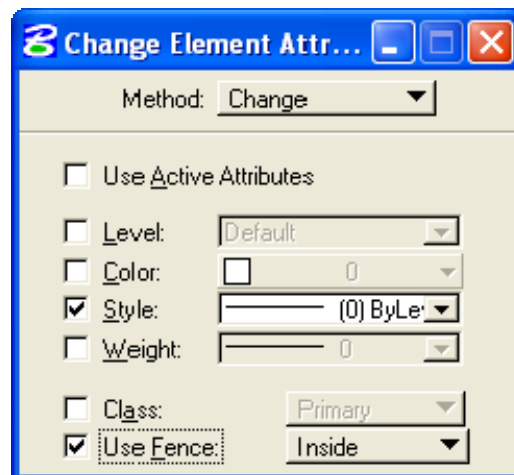 Change Element Attr...
Method: Change
Use Active Attributes
Level: Default
Color: 0
Style: (0) ByLe
Weight: 0
Class: Primary
Use Fence: Inside